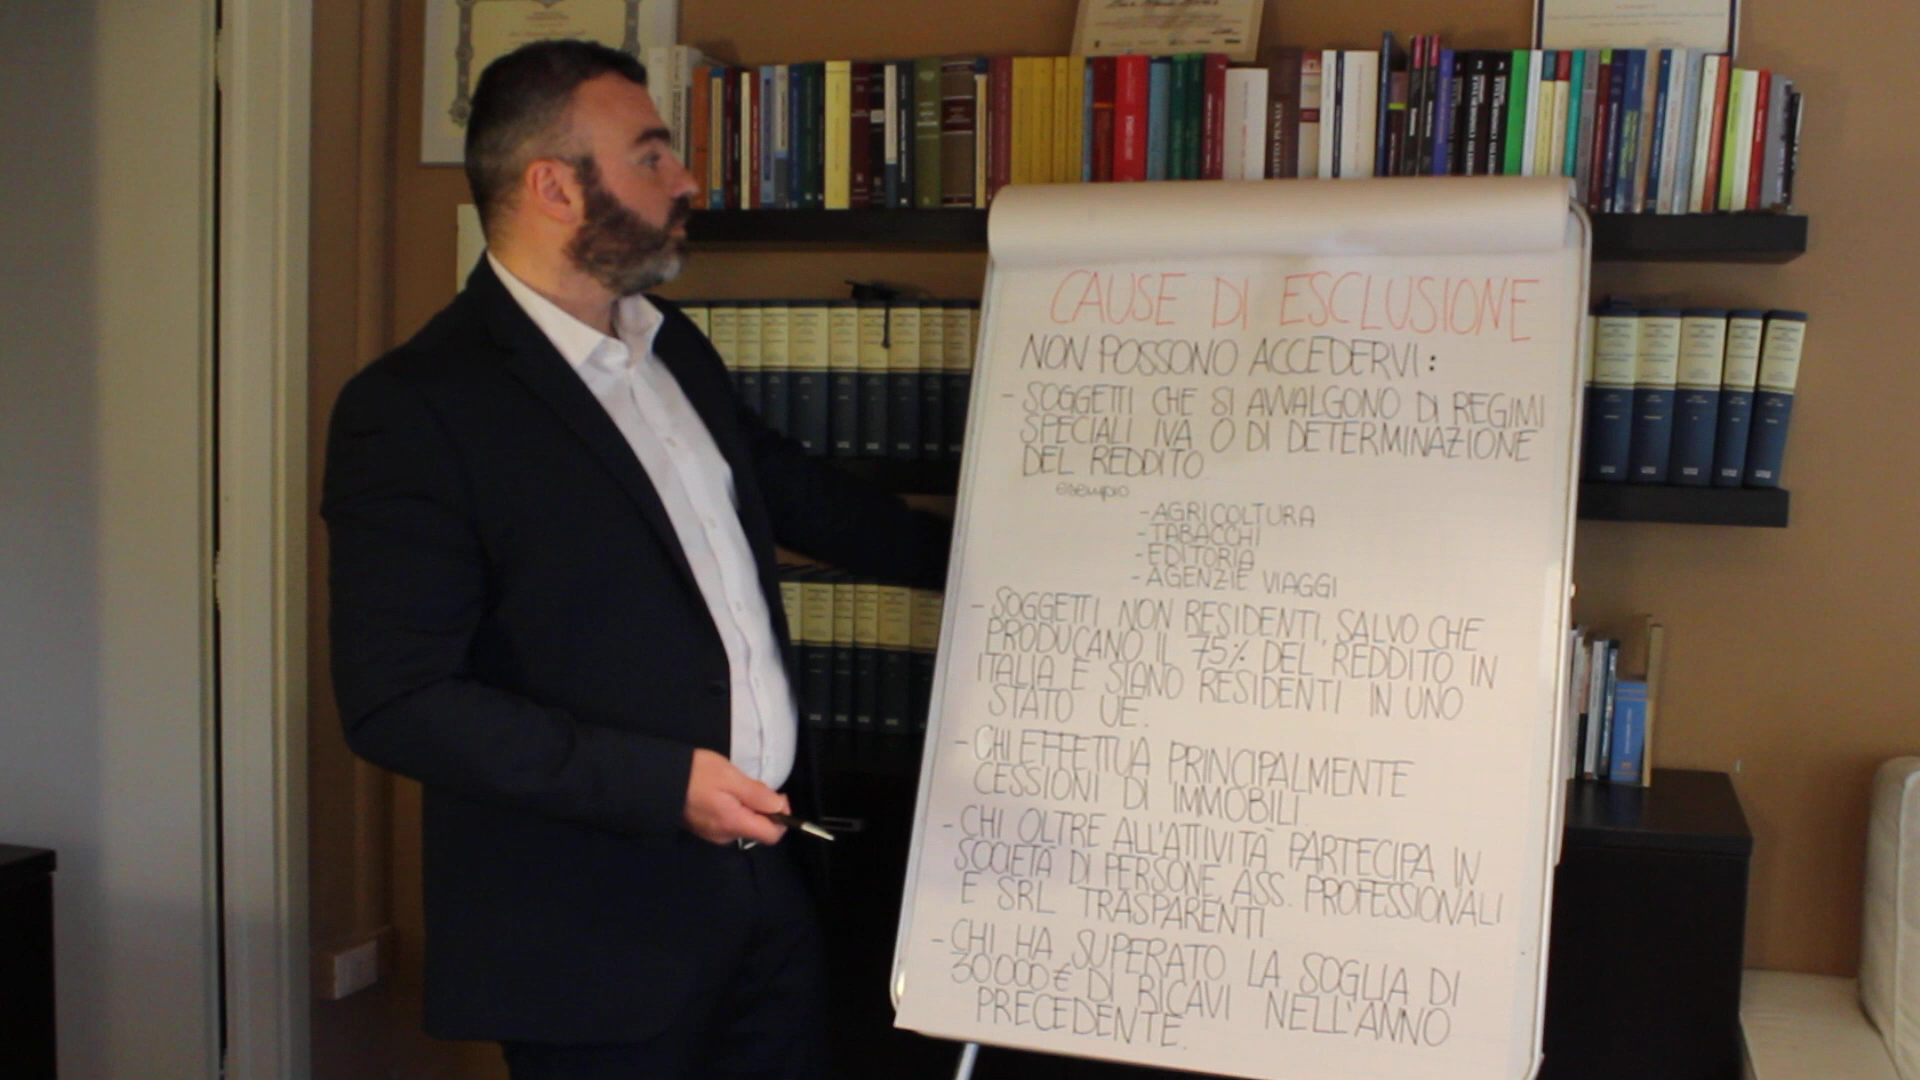 CAUSE DI ESCLUSIONE
NON POSSONO ACCEDERVI:
- SOGGETTI CHE SI AVVALGONO DI REGIMI
SPECIALI IVA O DI DETERMINAZIONE
DEL REDDITO
esempio
- AGRICOLTURA
- TABACCHI
- EDITORIA
- AGENZIE VIAGGI
- SOGGETTI NON RESIDENTI, SALVO CHE
PRODUCANO IL 75% DEL REDDITO IN
ITALIA E SIANO RESIDENTI IN UNO
STATO UE.
- CHI EFFETTUA PRINCIPALMENTE
CESSIONI DI IMMOBILI.
- CHI OLTRE ALL'ATTIVITÀ PARTECIPA IN
SOCIETÀ DI PERSONE, ASS. PROFESSIONALI
E SRL TRASPARENTI
- CHI HA SUPERATO LA SOGLIA DI
30000€ DI RICAVI NELL'ANNO
PRECEDENTE.